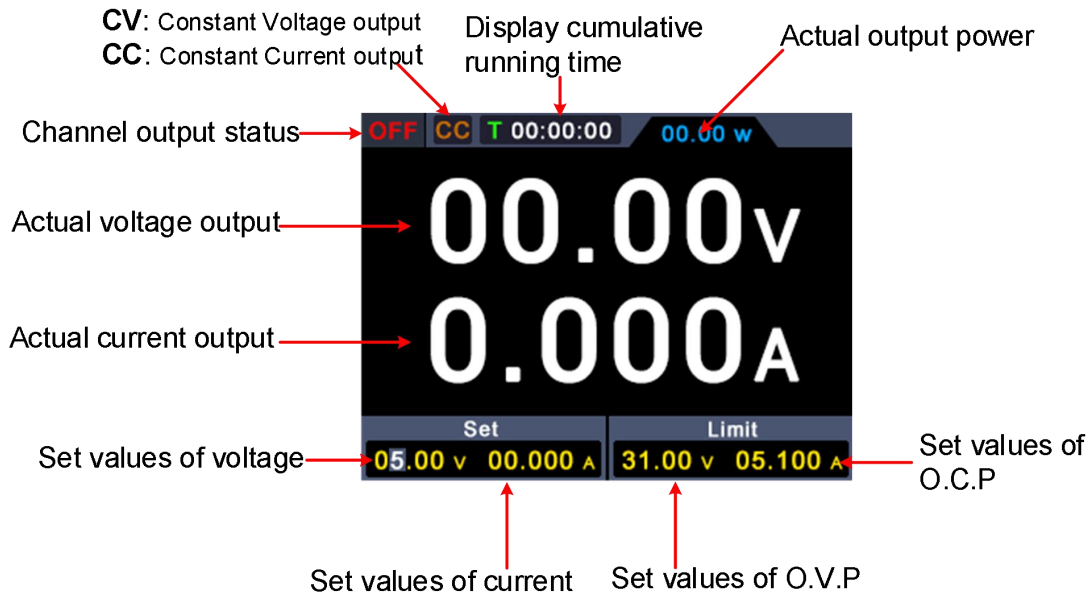 CV: Constant Voltage output
CC: Constant Current output
Display cumulative
running time
Actual output power
Channel output status
OFF CC T 00:00:00 00.00 W
Actual voltage output
00.00V
Actual current output
0.000A
Set
Limit
Set values of voltage
05.00 V 00.000 A
31.00 V 05.100 A
Set values of
O.C.P
Set values of current
Set values of O.V.P